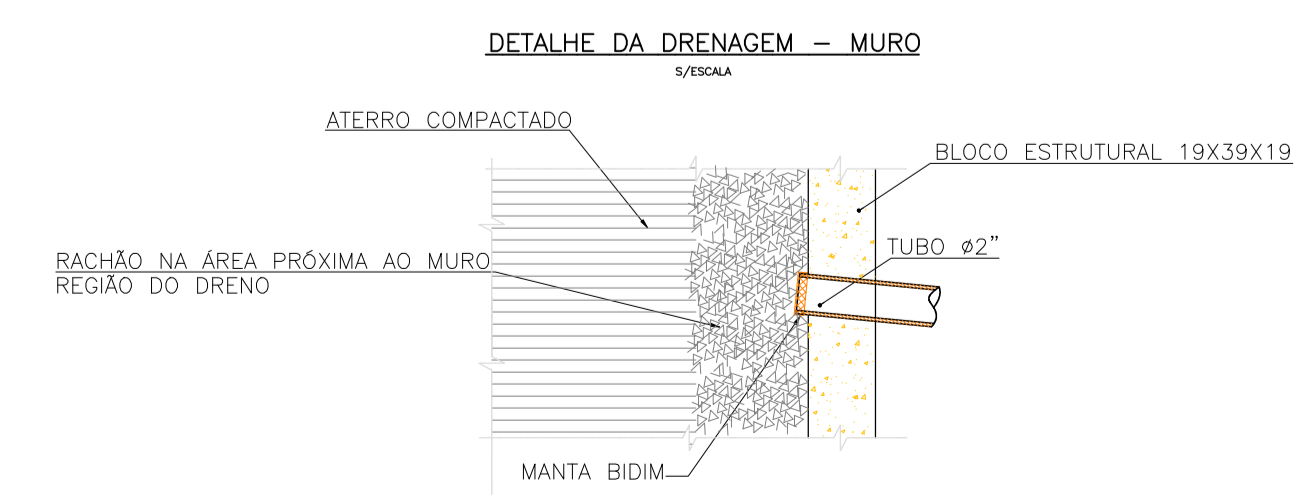 DETALHE DA DRENAGEM – MURO
S/ESCALA
ATERRO COMPACTADO
BLOCO ESTRUTURAL 19X39X19
TUBO ø2”
RACHÃO NA ÁREA PRÓXIMA AO MURO
REGIÃO DO DRENO
MANTA BIDIM